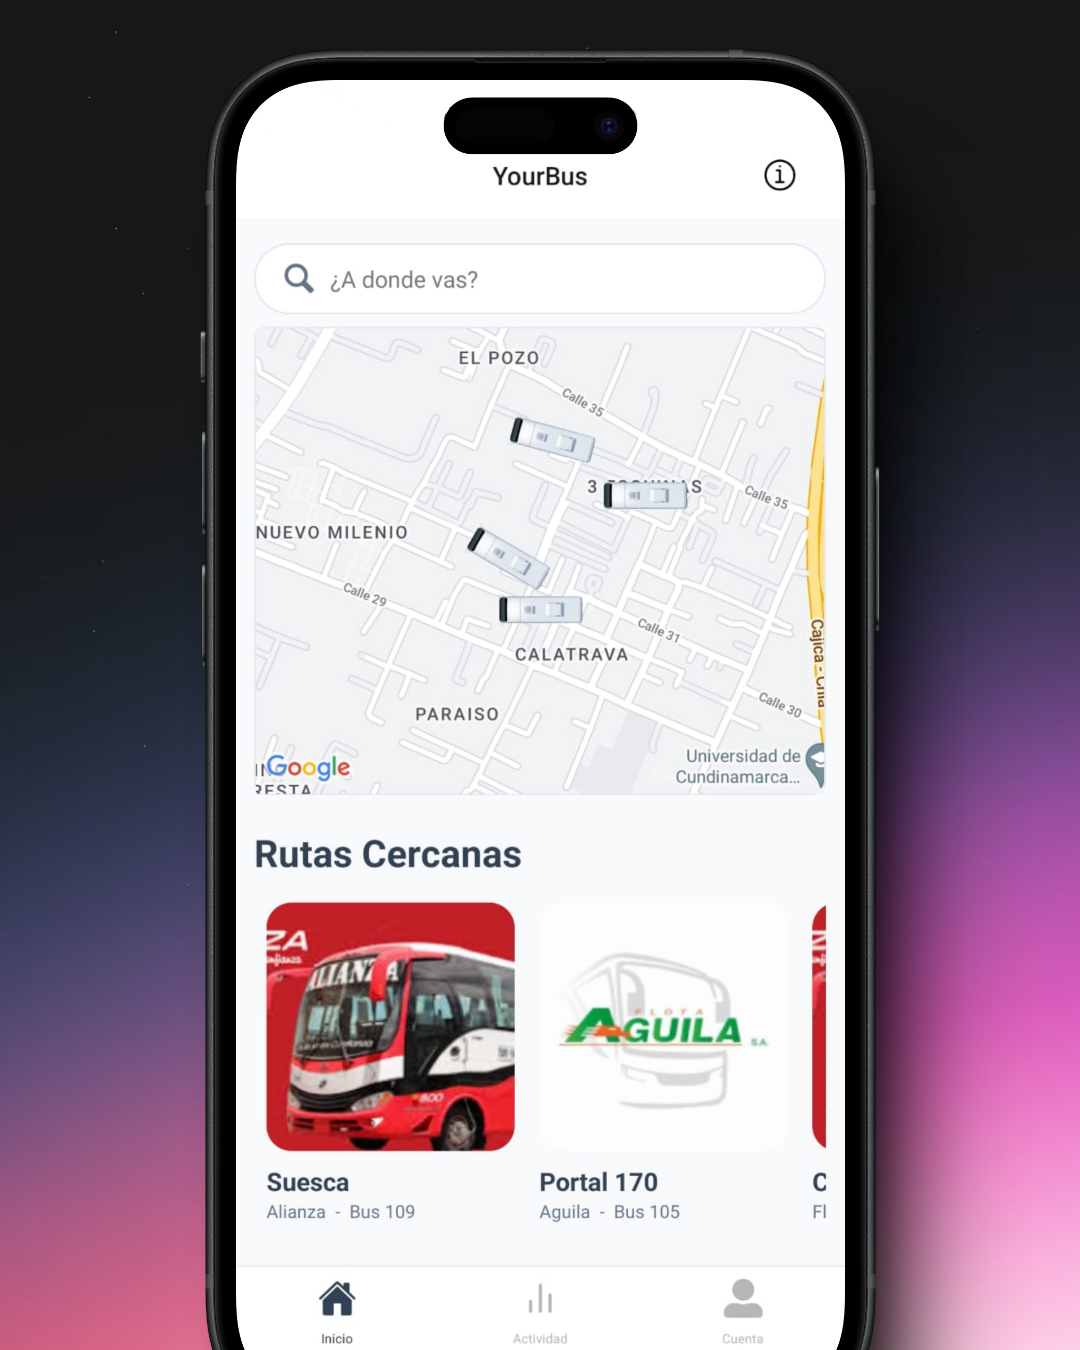 YourBus
¿A donde vas?
EL POZO
Calle 35
3 ESQUINAS
Calle 35
NUEVO MILENIO
Calle 29
Calle 31
Cajica - Chia
CALATRAVA
Calle 30
PARAISO
Universidad de
Cundinamarca...
Google
RESTA
Rutas Cercanas
ZA
ALIANZA
800
FLOTA
AGUILA
S.A.
Suesca
Portal 170
C
Alianza - Bus 109
Aguila - Bus 105
Fl
Inicio
Actividad
Cuenta